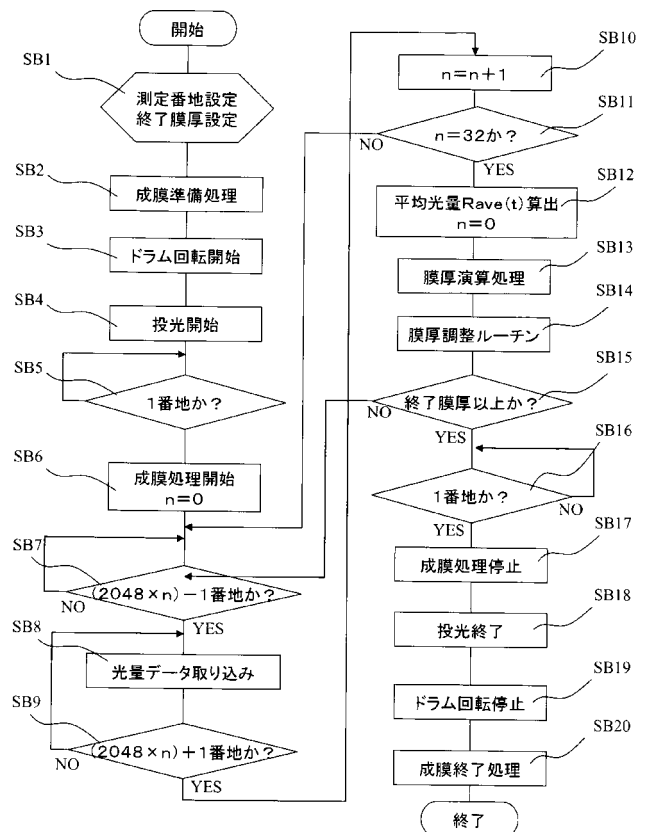 開始
SB1
測定番地設定
終了膜厚設定
SB2
成膜準備処理
SB3
ドラム回転開始
SB4
投光開始
SB5
1番地か?
SB6
成膜処理開始
n=0
SB7
(2048×n)−1番地か?
NO
YES
SB8
光量データ取り込み
SB9
(2048×n)+1番地か?
NO
YES
SB10
n=n+1
SB11
n=32か?
NO
YES
SB12
平均光量Rave(t)算出
n=0
SB13
膜厚演算処理
SB14
膜厚調整ルーチン
SB15
終了膜厚以上か?
NO
YES
SB16
1番地か?
NO
YES
SB17
成膜処理停止
SB18
投光終了
SB19
ドラム回転停止
SB20
成膜終了処理
終了